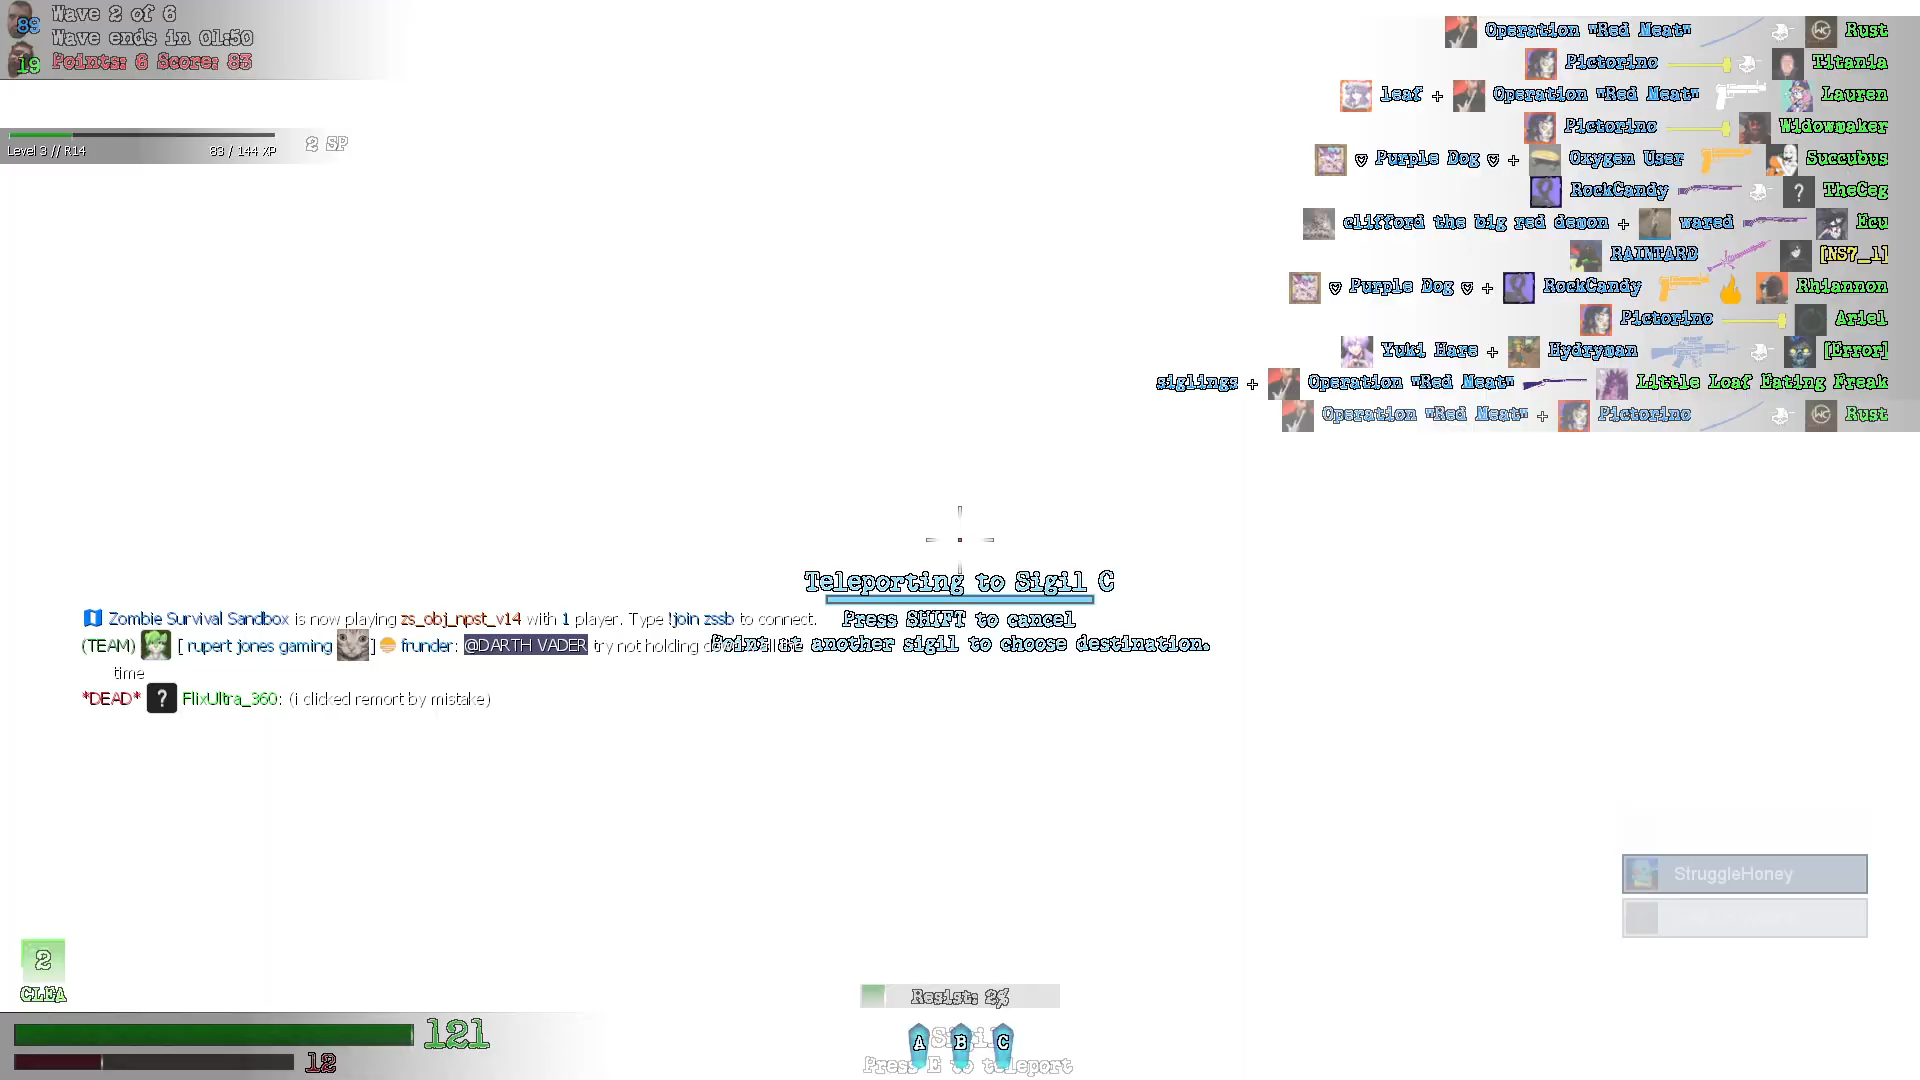 89
Wave 2 of 6
Wave ends in 01:50
19
Points: 6 Score: 83
Level 3 // R14
83 / 144 XP
2 SP
Operation "Red Meat" Rust
Pictorino Titania
leaf + Operation "Red Meat" Lauren
Pictorino Widowmaker
♡ Purple Dog ♡ + Oxygen User Succubus
RockCandy ? TheCeg
clifford the big red demon + wared Ecu
RAINTARD [NS7_1]
♡ Purple Dog ♡ + RockCandy Rhiannon
Pictorino Ariel
Yuki Hare + Hydryman [Error]
siglings + Operation "Red Meat" Little Loaf Eating Freak
Operation "Red Meat" + Pictorino Rust
Teleporting to Sigil C
Press SHIFT to cancel
Point at another sigil to choose destination.
Zombie Survival Sandbox is now playing zs_obj_npst_v14 with 1 player. Type !join zssb to connect.
(TEAM) [ rupert jones gaming ] frunder: @DARTH VADER try not holding
time
*DEAD* ? FlixUltra_360: (i clicked remort by mistake)
StruggleHoney
2
CLEA
121
12
Resist: 2%
Sigil
A B C
Press E to teleport